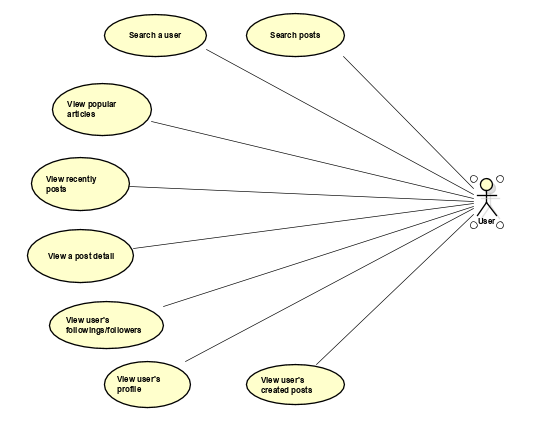 Search a user
Search posts
View popular
articles
View recently
posts
User
View a post detail
View user's
followings/followers
View user's
profile
View user's
created posts